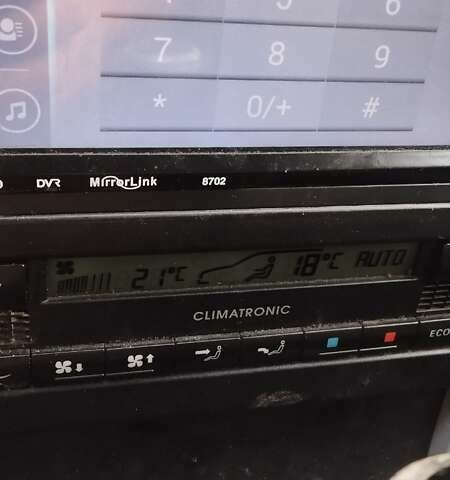 7 8 9
* 0/+ #
DVR MirrorLink 8702
21°C 18°C AUTO
CLIMATRONIC
ECO